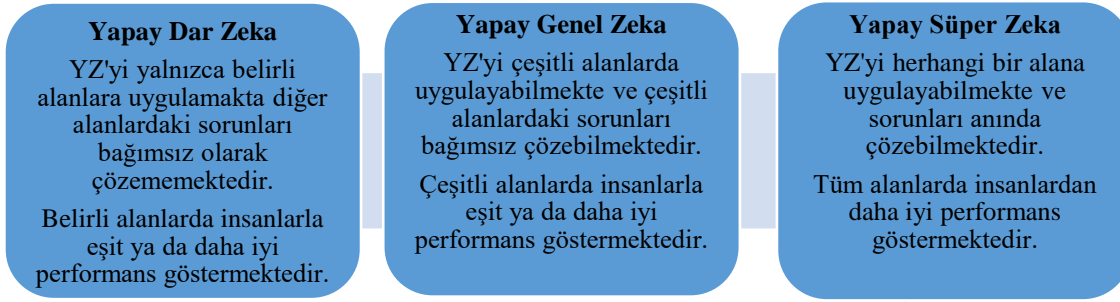 Yapay Dar Zeka
YZ'yi yalnızca belirli
alanlara uygulamakta diğer
alanlardaki sorunları
bağımsız olarak
çözememektedir.
Belirli alanlarda insanlarla
eşit ya da daha iyi
performans göstermektedir.
Yapay Genel Zeka
YZ'yi çeşitli alanlarda
uygulayabilmekte ve çeşitli
alanlardaki sorunları
bağımsız çözebilmektedir.
Çeşitli alanlarda insanlarla
eşit ya da daha iyi
performans göstermektedir.
Yapay Süper Zeka
YZ'yi herhangi bir alana
uygulayabilmekte ve
sorunları anında
çözebilmektedir.
Tüm alanlarda insanlardan
daha iyi performans
göstermektedir.